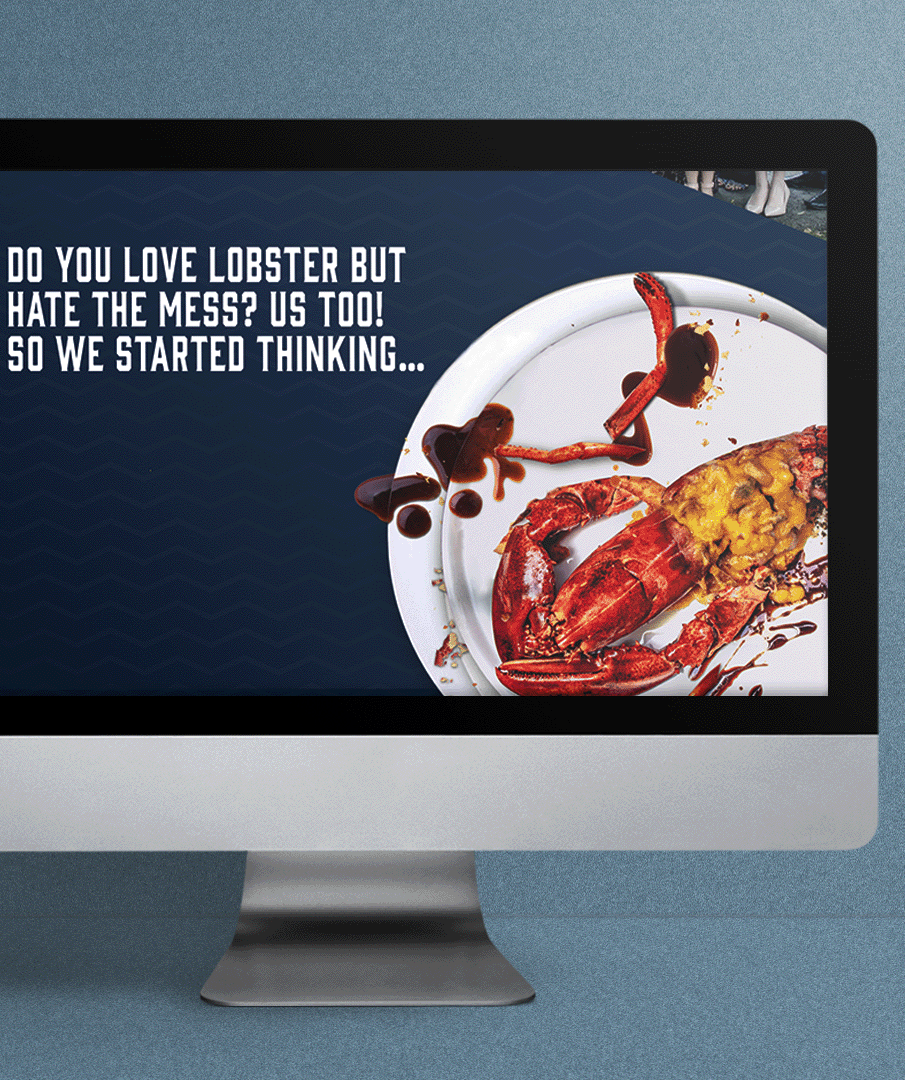 DO YOU LOVE LOBSTER BUT
HATE THE MESS? US TOO!
SO WE STARTED THINKING...